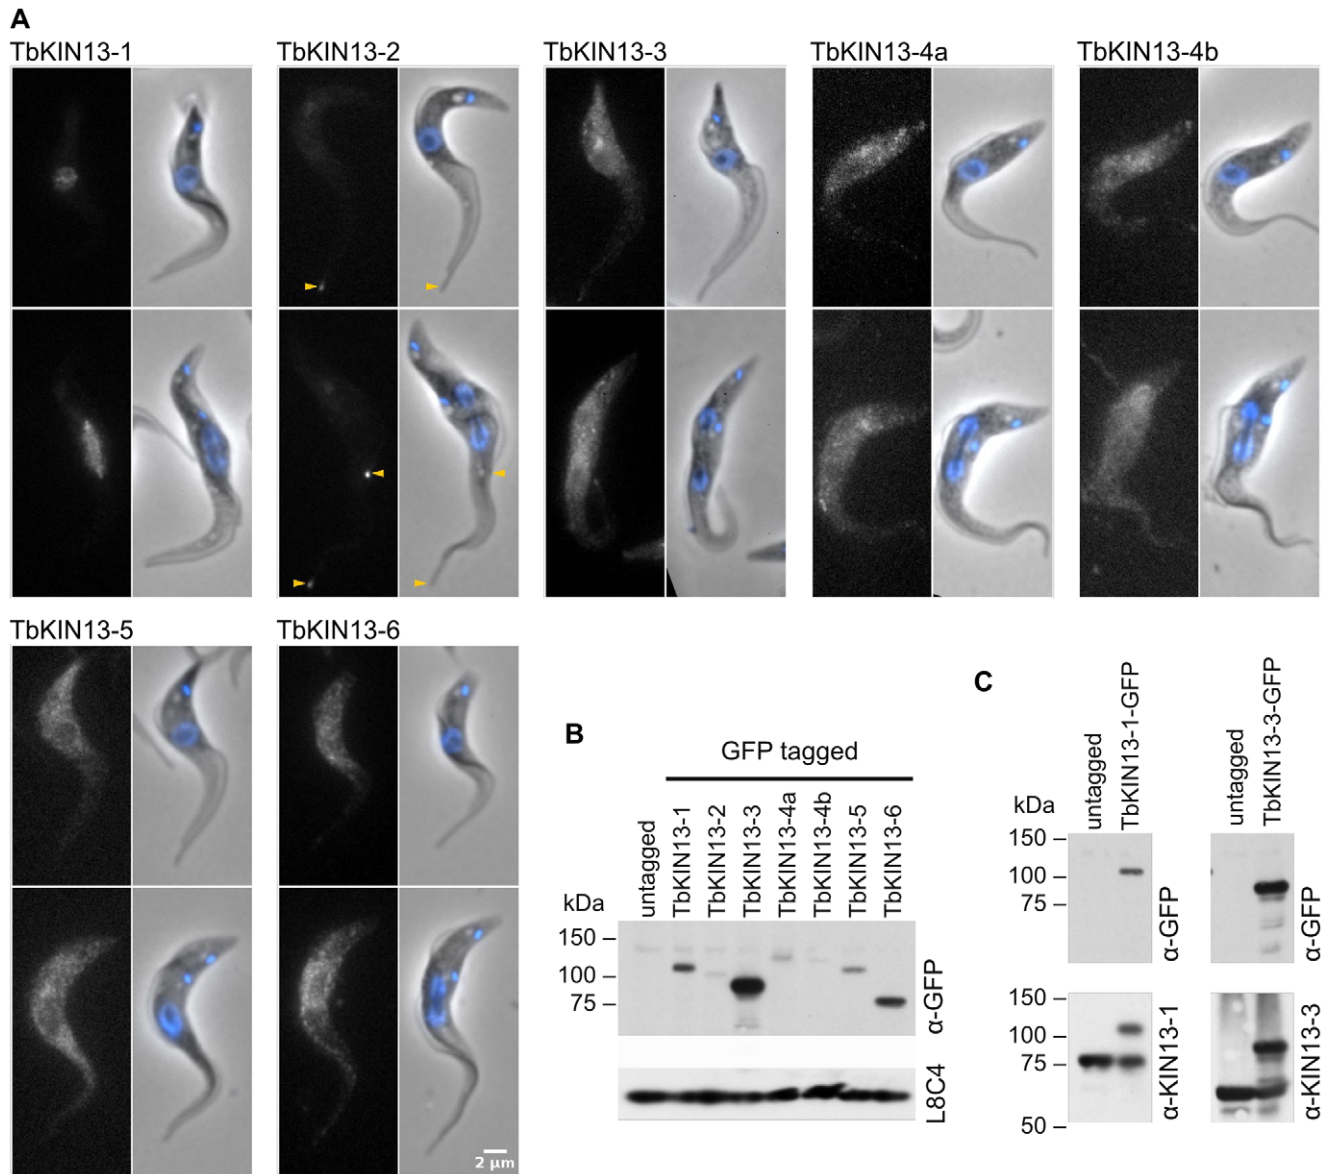 A
TbKIN13-1
TbKIN13-2
TbKIN13-3
TbKIN13-4a
TbKIN13-4b
TbKIN13-5
TbKIN13-6
2 µm
B
GFP tagged
untagged
TbKIN13-1
TbKIN13-2
TbKIN13-3
TbKIN13-4a
TbKIN13-4b
TbKIN13-5
TbKIN13-6
kDa
150
100
75
α-GFP
L8C4
C
untagged
TbKIN13-1-GFP
untagged
TbKIN13-3-GFP
kDa
150
100
75
α-GFP
α-GFP
150
100
75
50
α-KIN13-1
α-KIN13-3